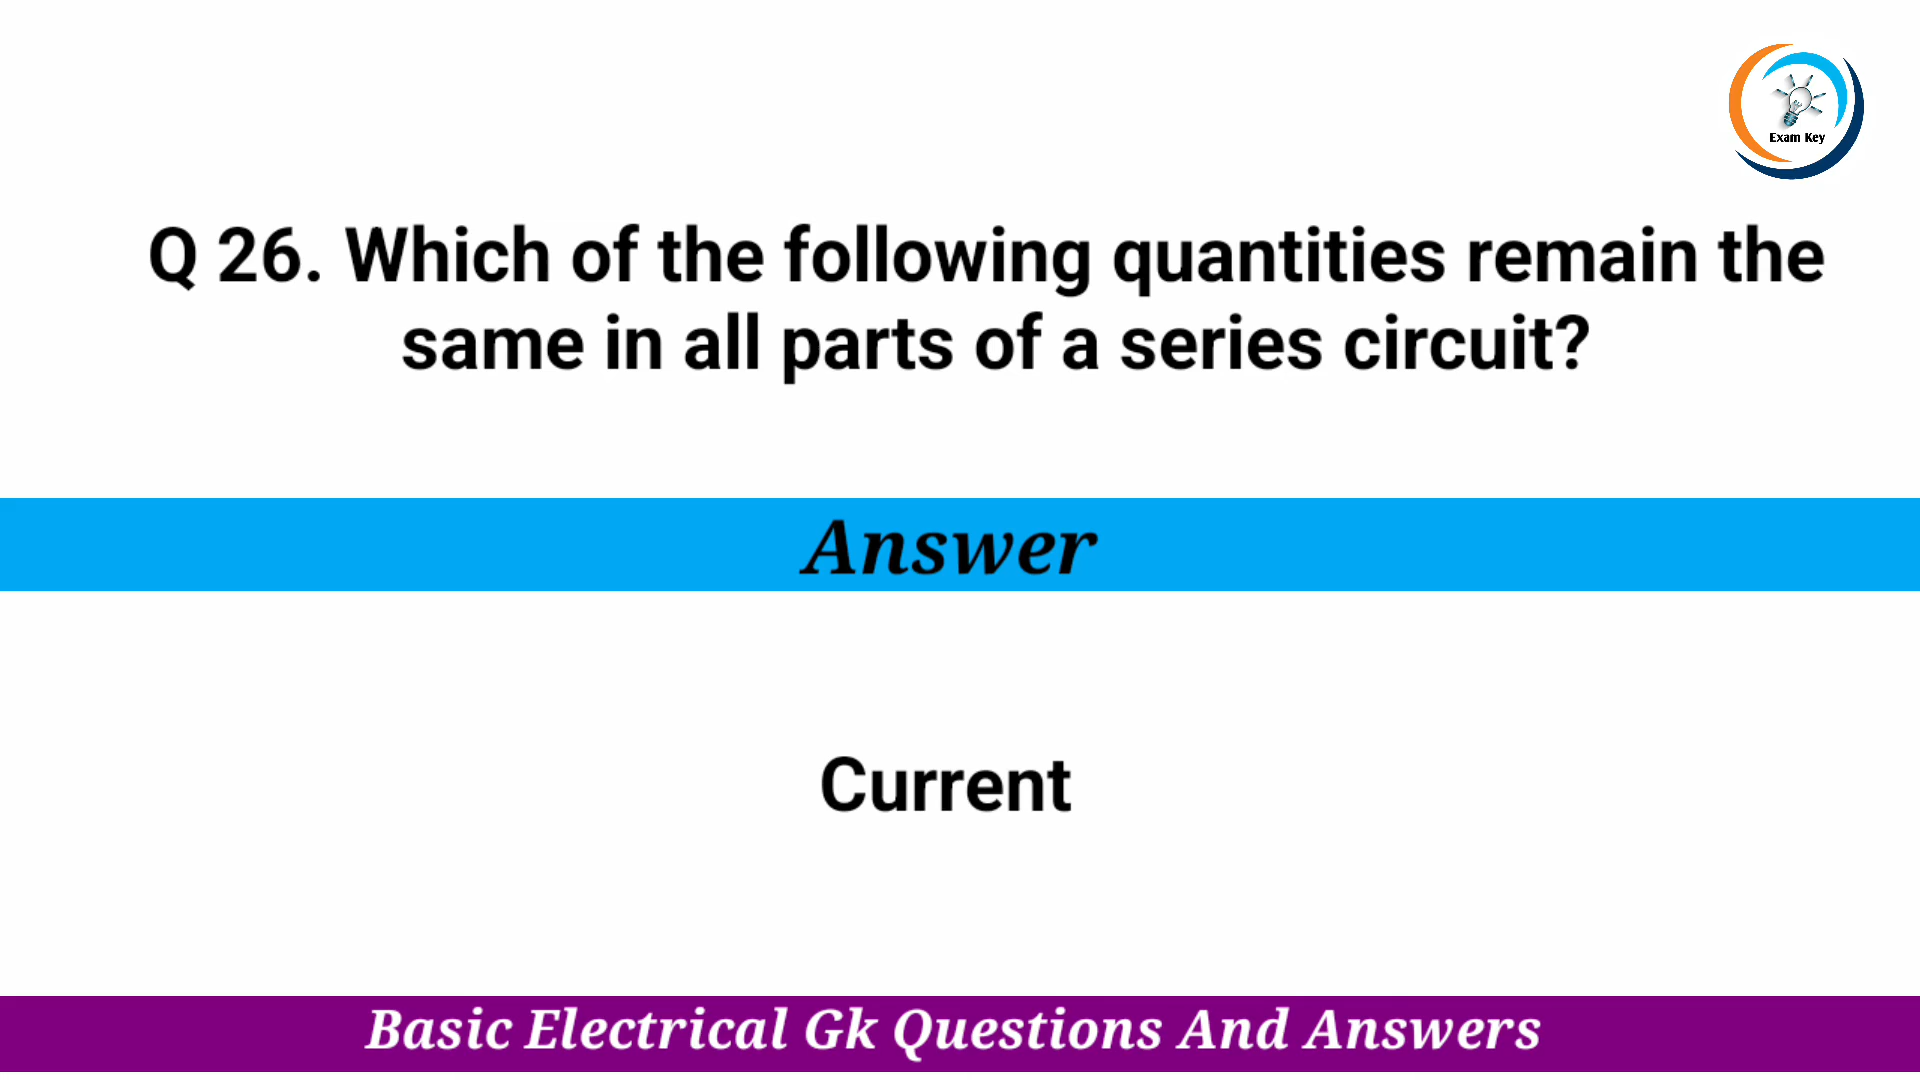 Exam Key
Q 26. Which of the following quantities remain the
same in all parts of a series circuit?
Answer
Current
Basic Electrical Gk Questions And Answers